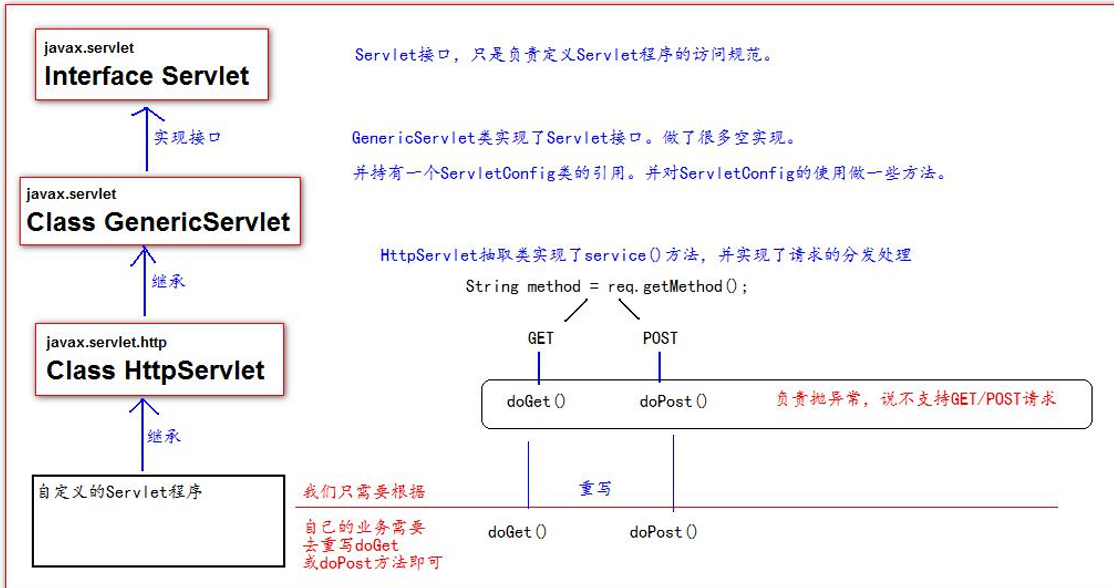 javax.servlet
Interface Servlet
Servlet接口，只是负责定义Servlet程序的访问规范。
实现接口
GenericServlet类实现了Servlet接口。做了很多空实现。
并持有一个ServletConfig类的引用。并对ServletConfig的使用做一些方法。
javax.servlet
Class GenericServlet
继承
HttpServlet抽取类实现了service()方法，并实现了请求的分发处理
String method = req.getMethod();
GET POST
javax.servlet.http
Class HttpServlet
doGet() doPost() 负责抛异常，说不支持GET/POST请求
继承
自定义的Servlet程序
我们只需要根据
重写
自己的业务需要
去重写doGet
或doPost方法即可
doGet() doPost()